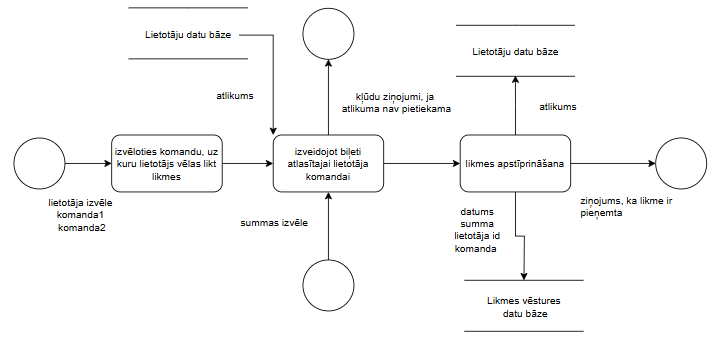 Lietotāju datu bāze
Lietotāju datu bāze
atlikums
kļūdu ziņojumi, ja
atlikuma nav pietiekama
atlikums
izvēloties komandu, uz
kuru lietotājs vēlas likt
likmes
izveidojot biļeti
atlasītajai lietotāja
komandai
likmes apstīprināšana
lietotāja izvēle
komanda1
komanda2
summas izvēle
datums
summa
lietotāja id
komanda
ziņojums, ka likme ir
pieņemta
Likmes vēstures
datu bāze